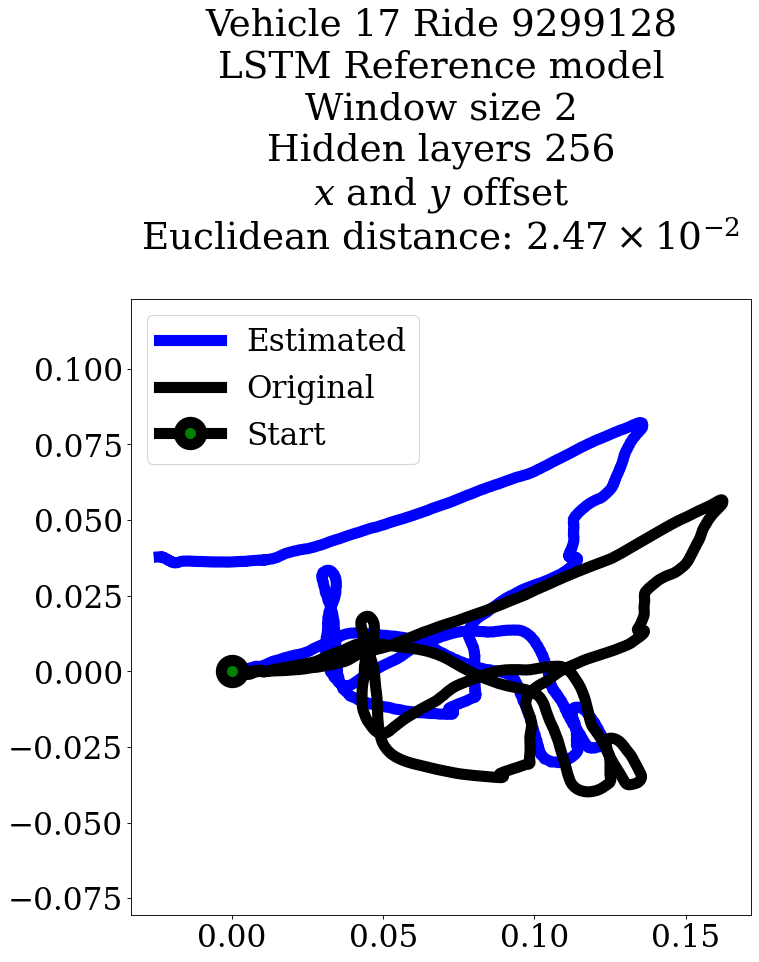 Vehicle 17 Ride 9299128
LSTM Reference model
Window size 2
Hidden layers 256
x and y offset
Euclidean distance: 2.47 × 10⁻²
Estimated
Original
Start
0.100
0.075
0.050
0.025
0.000
−0.025
−0.050
−0.075
0.00 0.05 0.10 0.15